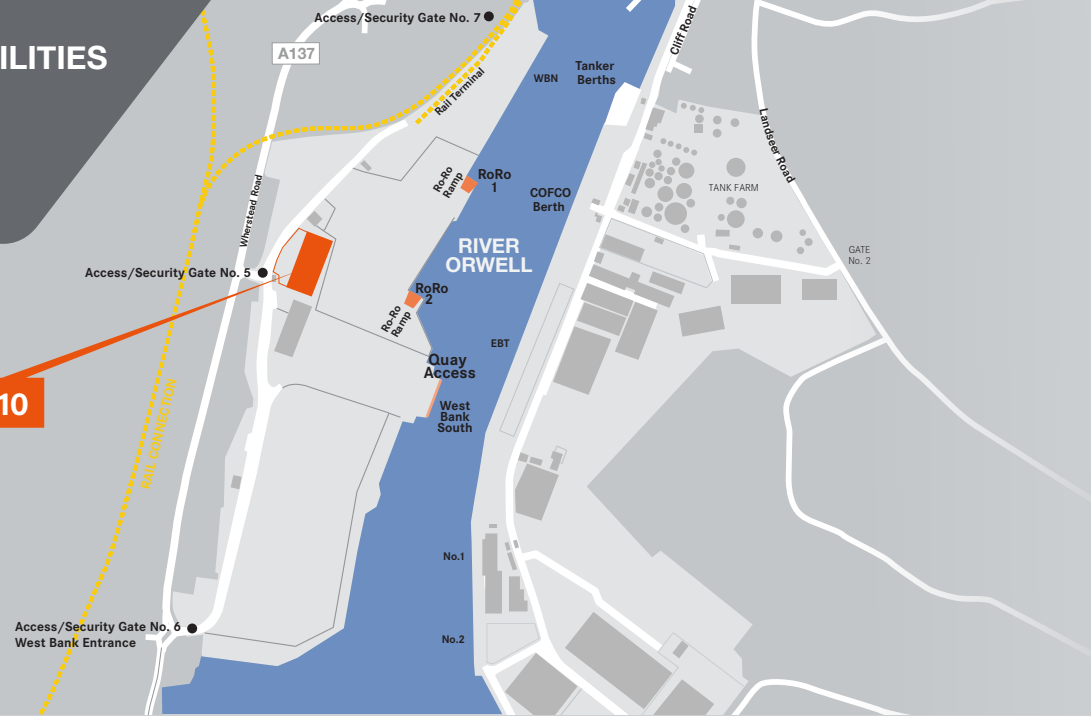 ILITIES
Access/Security Gate No. 7
A137
Cliff Road
Tanker
Berths
WBN
Rail Terminal
Landseer Road
RoRo
1
Ro-Ro
Ramp
TANK FARM
COFCO
Berth
Wherstead Road
RIVER
ORWELL
GATE
No. 2
Access/Security Gate No. 5
RoRo
2
Ro-Ro
Ramp
EBT
Quay
Access
10
West
Bank
South
RAIL CONNECTION
No.1
Access/Security Gate No. 6
West Bank Entrance
No.2